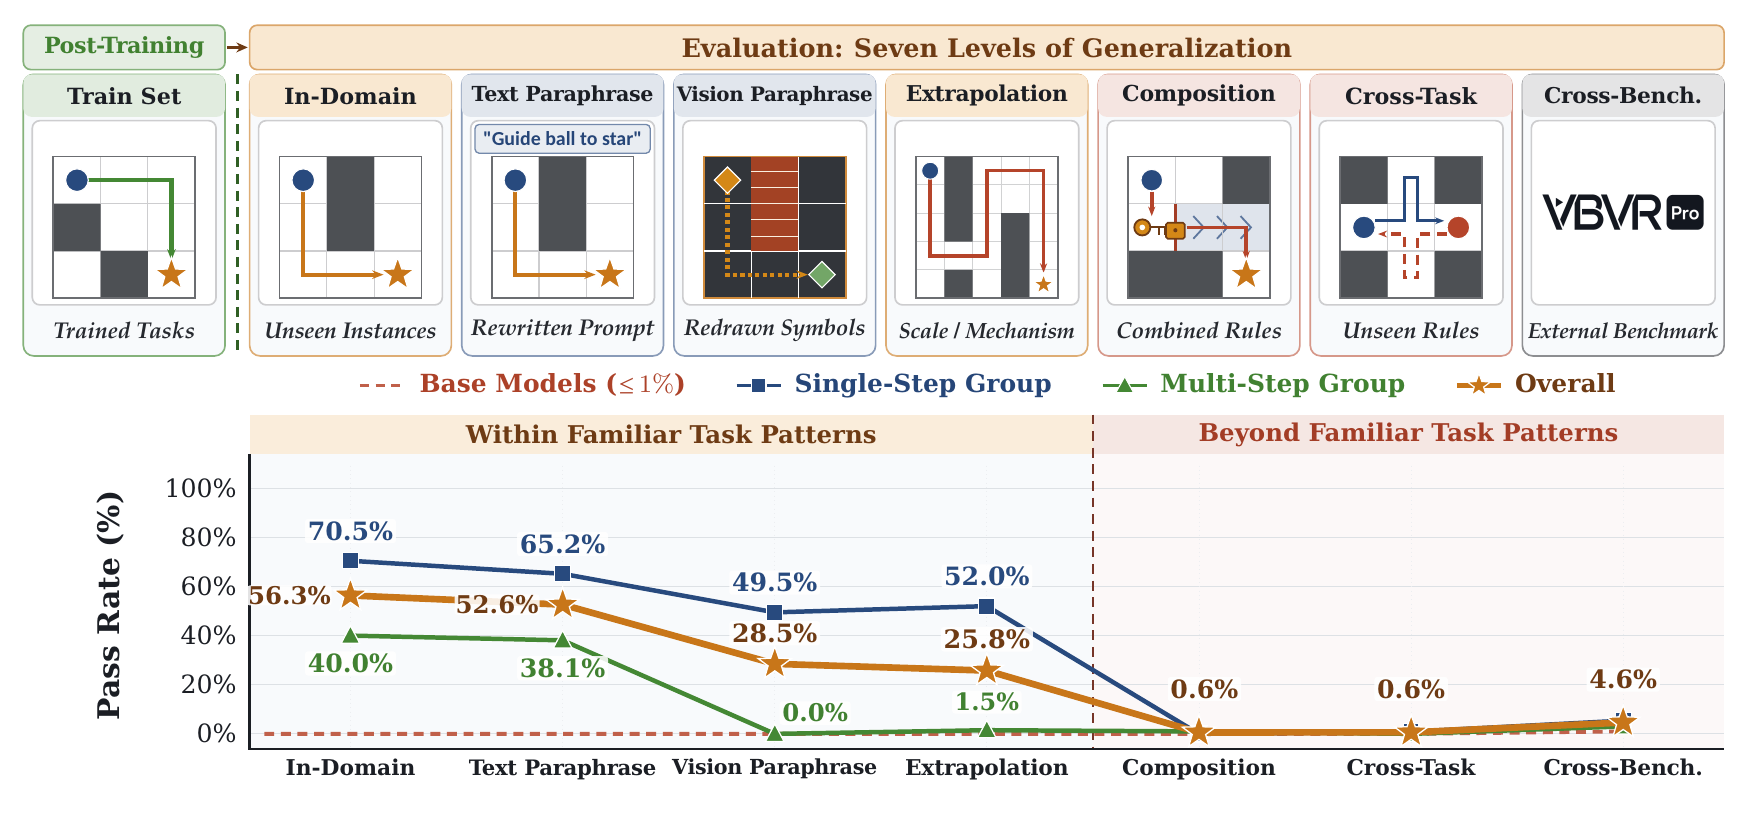 Post-Training
Evaluation: Seven Levels of Generalization
Train Set
In-Domain
Text Paraphrase
Vision Paraphrase
Extrapolation
Composition
Cross-Task
Cross-Bench.
"Guide ball to star"
VBVR Pro
Trained Tasks
Unseen Instances
Rewritten Prompt
Redrawn Symbols
Scale / Mechanism
Combined Rules
Unseen Rules
External Benchmark
Base Models (≤1%)
Single-Step Group
Multi-Step Group
Overall
Within Familiar Task Patterns
Beyond Familiar Task Patterns
Pass Rate (%)
100%
80%
60%
40%
20%
0%
70.5%
65.2%
49.5%
52.0%
56.3%
52.6%
28.5%
25.8%
40.0%
38.1%
0.0%
1.5%
0.6%
0.6%
4.6%
In-Domain
Text Paraphrase
Vision Paraphrase
Extrapolation
Composition
Cross-Task
Cross-Bench.